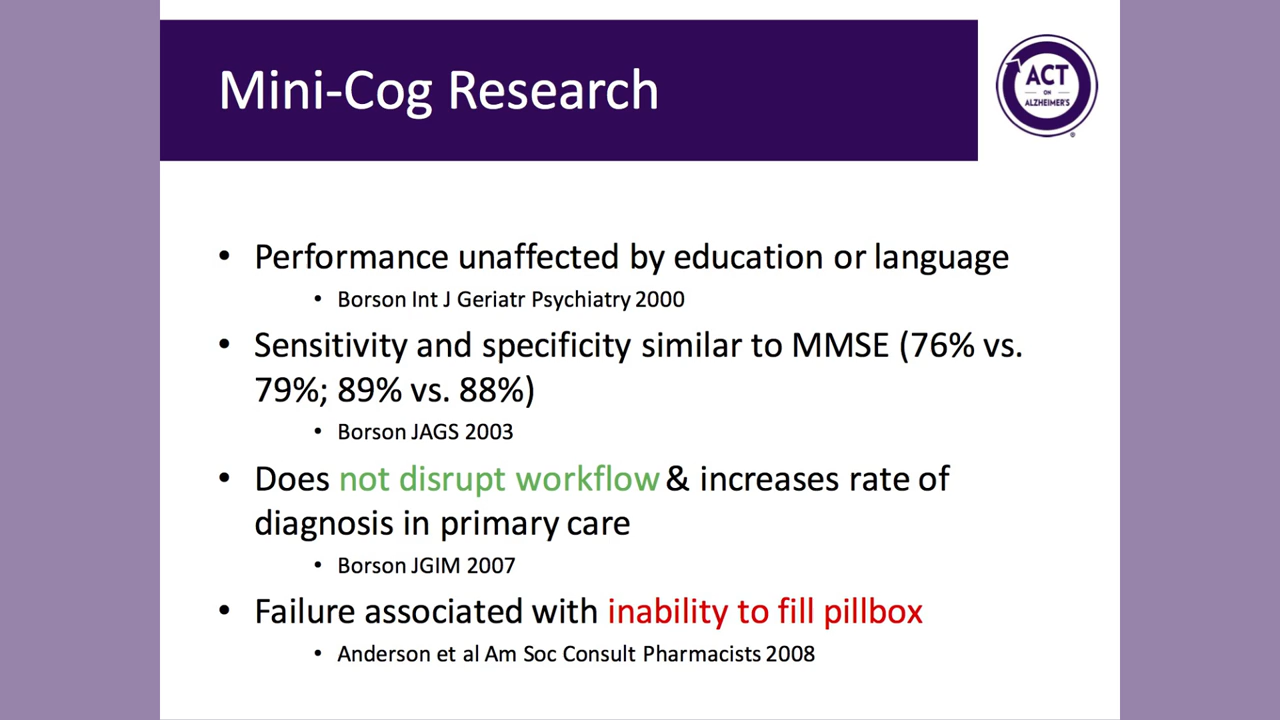 Mini-Cog Research
ACT
ON
ALZHEIMER'S
®
• Performance unaffected by education or language
• Borson Int J Geriatr Psychiatry 2000
• Sensitivity and specificity similar to MMSE (76% vs.
79%; 89% vs. 88%)
• Borson JAGS 2003
• Does not disrupt workflow & increases rate of
diagnosis in primary care
• Borson JGIM 2007
• Failure associated with inability to fill pillbox
• Anderson et al Am Soc Consult Pharmacists 2008